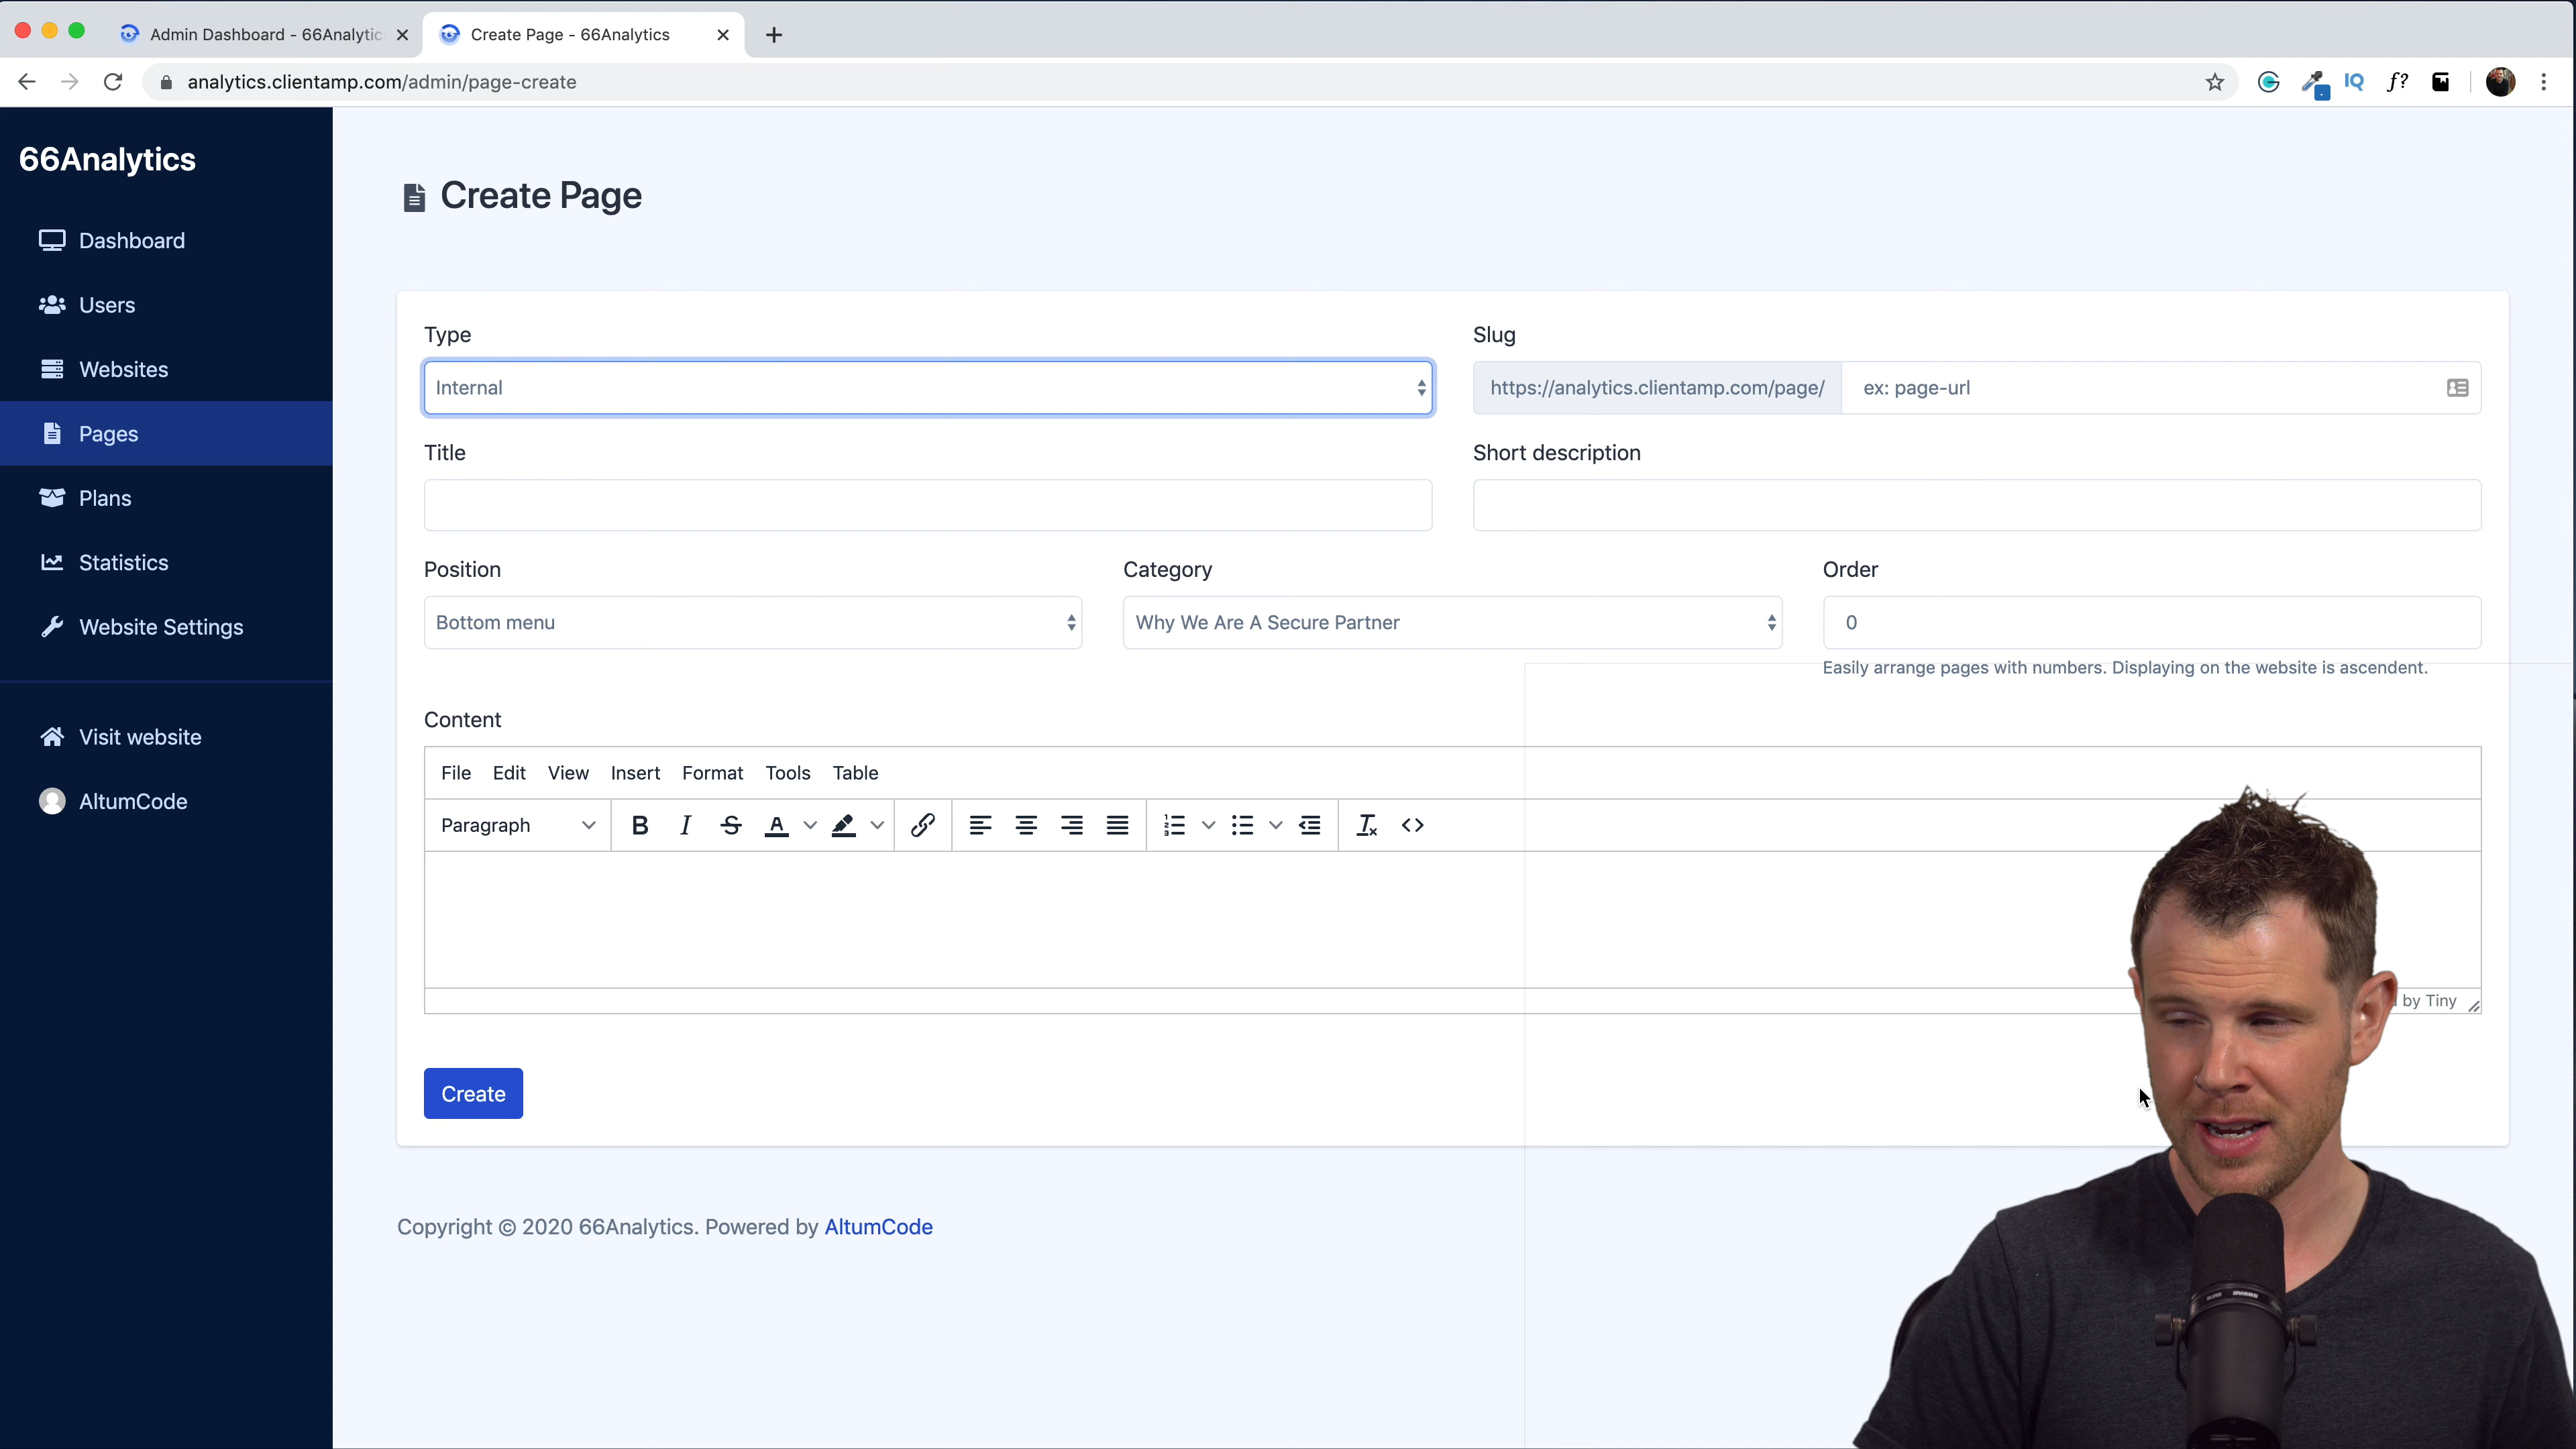 Admin Dashboard - 66Analytic
Create Page - 66Analytics
analytics.clientamp.com/admin/page-create
IQ
f?
66Analytics
Dashboard
Users
Websites
Pages
Plans
Statistics
Website Settings
Visit website
AltumCode
Create Page
Type
Slug
Internal
https://analytics.clientamp.com/page/ ex: page-url
Title
Short description
Position
Category
Order
Bottom menu
Why We Are A Secure Partner
0
Easily arrange pages with numbers. Displaying on the website is ascendent.
Content
File Edit View Insert Format Tools Table
Paragraph
by Tiny
Create
Copyright © 2020 66Analytics. Powered by AltumCode